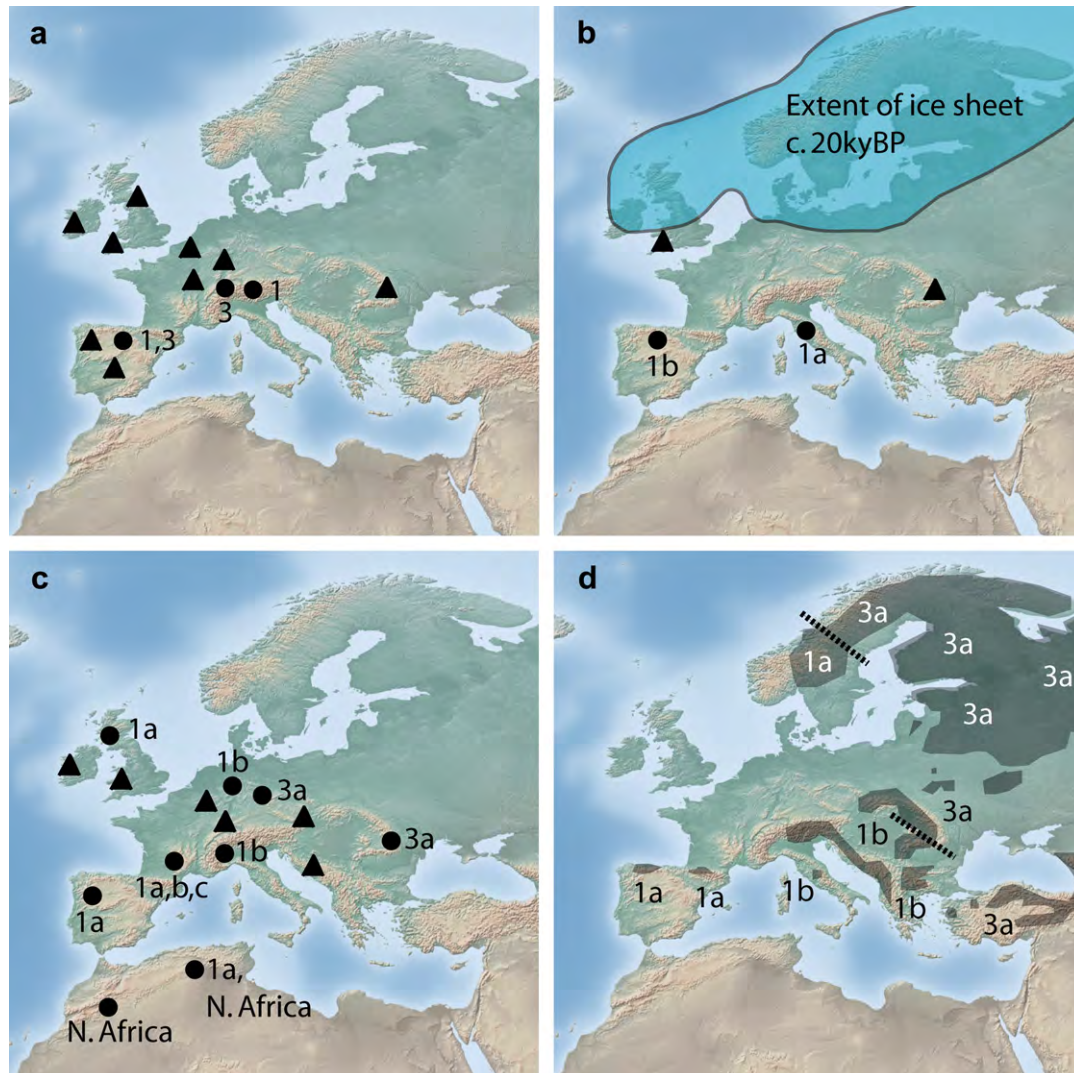 a
1
3
1,3
b
Extent of ice sheet
c. 20kyBP
1b
1a
c
1a
1b
3a
3a
1b
1a,b,c
1a
1a,
N. Africa
N. Africa
d
3a
1a
3a
3a
3a
3a
1b
1a
1a
1b
1b
3a